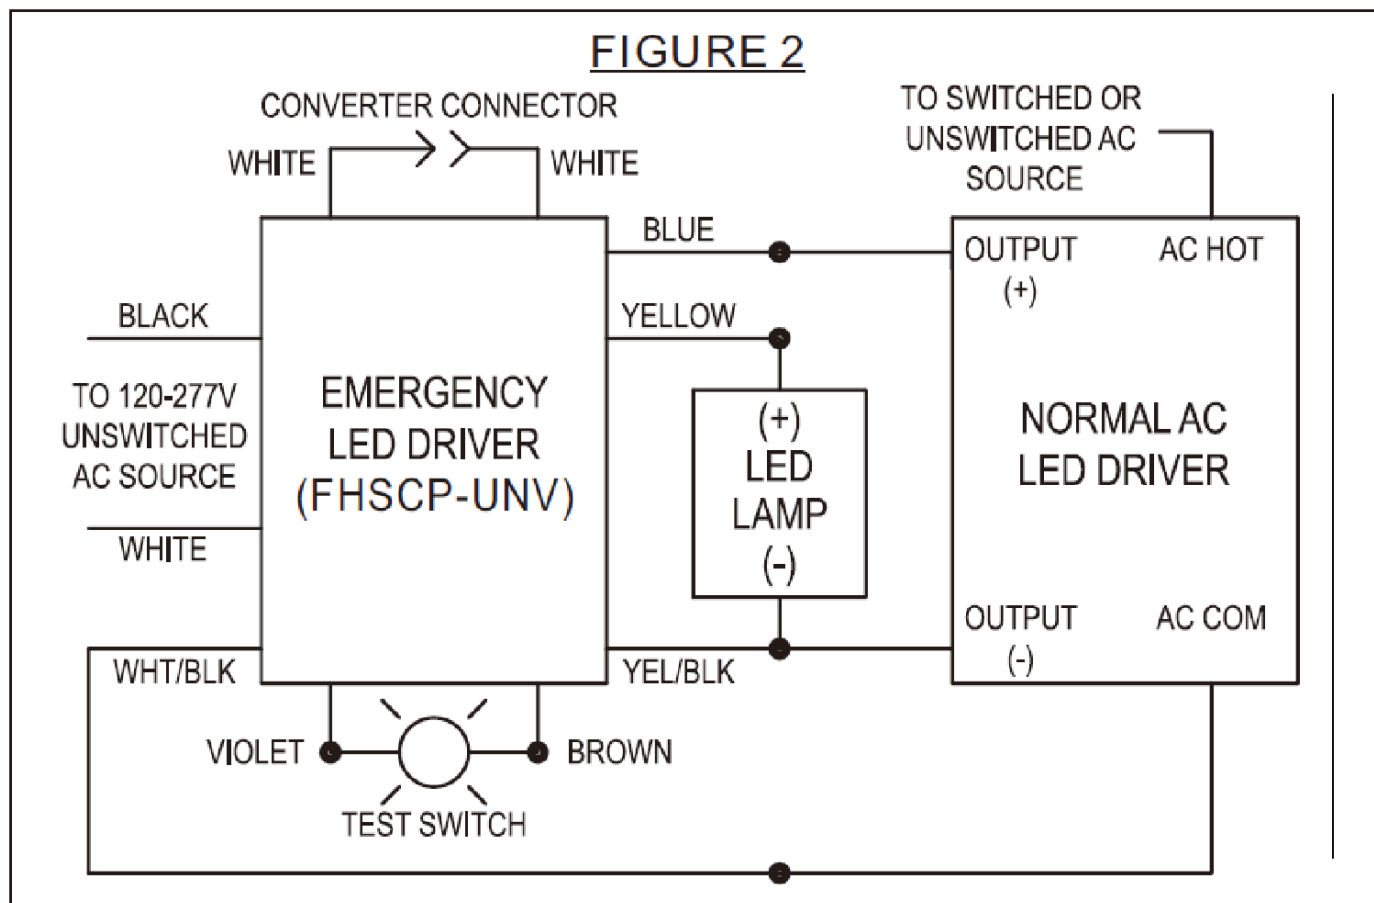 FIGURE 2
CONVERTER CONNECTOR
WHITE
WHITE
TO SWITCHED OR
UNSWITCHED AC
SOURCE
BLUE
OUTPUT
(+)
AC HOT
BLACK
YELLOW
TO 120-277V
UNSWITCHED
AC SOURCE
EMERGENCY
LED DRIVER
(FHSCP-UNV)
(+)
LED
LAMP
(-)
NORMAL AC
LED DRIVER
WHITE
OUTPUT
(-)
AC COM
WHT/BLK
YEL/BLK
VIOLET
BROWN
TEST SWITCH